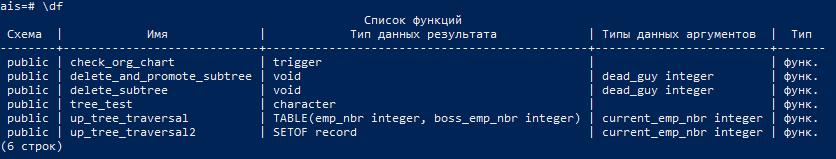 ais=# \df
Список функций
Схема | Имя | Тип данных результата | Типы данных аргументов | Тип
--------+----------------------------+----------------------------------------------+-------------------------+-------
public | check_org_chart | trigger | | функ.
public | delete_and_promote_subtree | void | dead_guy integer | функ.
public | delete_subtree | void | dead_guy integer | функ.
public | tree_test | character | | функ.
public | up_tree_traversal | TABLE(emp_nbr integer, boss_emp_nbr integer) | current_emp_nbr integer | функ.
public | up_tree_traversal2 | SETOF record | current_emp_nbr integer | функ.
(6 строк)